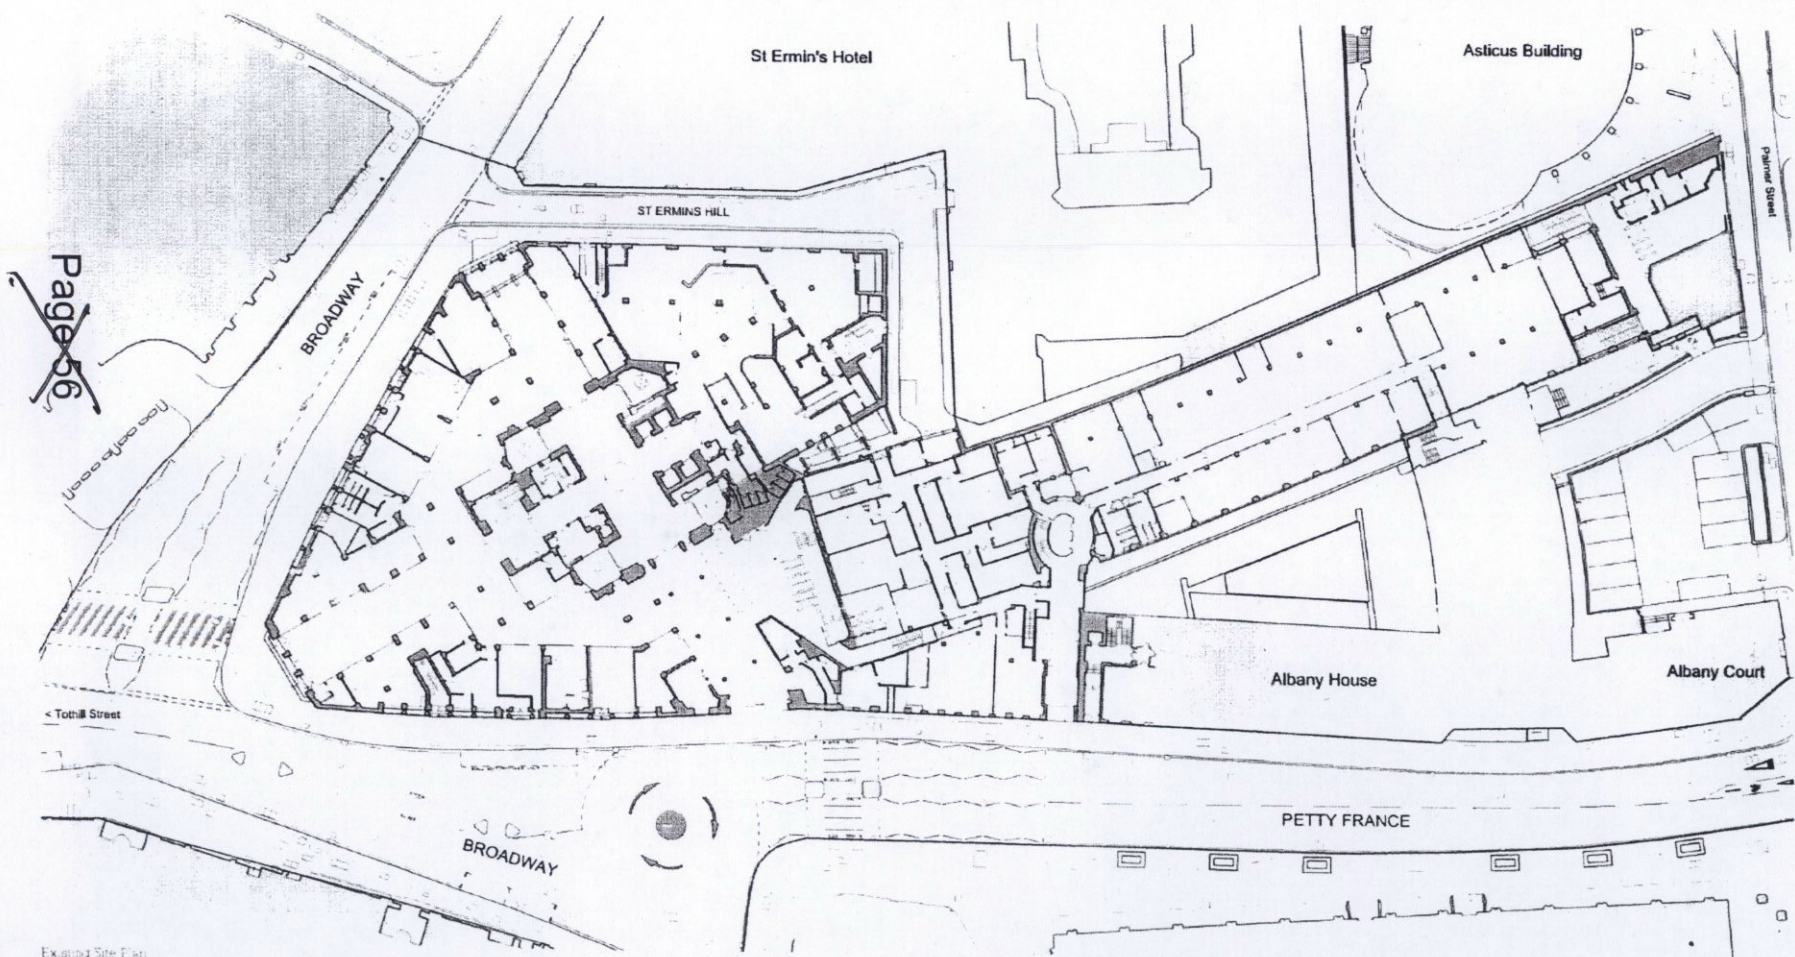 St Ermin's Hotel
Asticus Building
Palmer Street
ST ERMINS HILL
BROADWAY
Page 56
< Tothill Street
Albany House
Albany Court
PETTY FRANCE
BROADWAY
Existing Site Plan